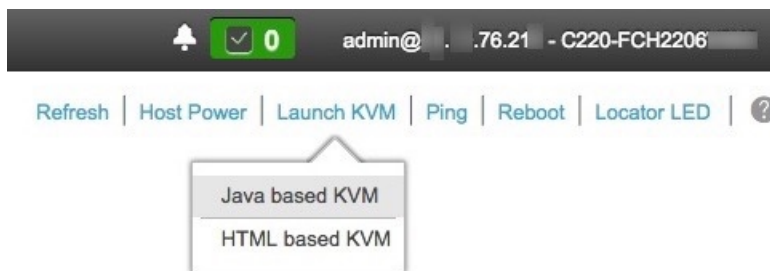 0 admin@ . .76.21 - C220-FCH2206
Refresh | Host Power | Launch KVM | Ping | Reboot | Locator LED | ?
Java based KVM
HTML based KVM